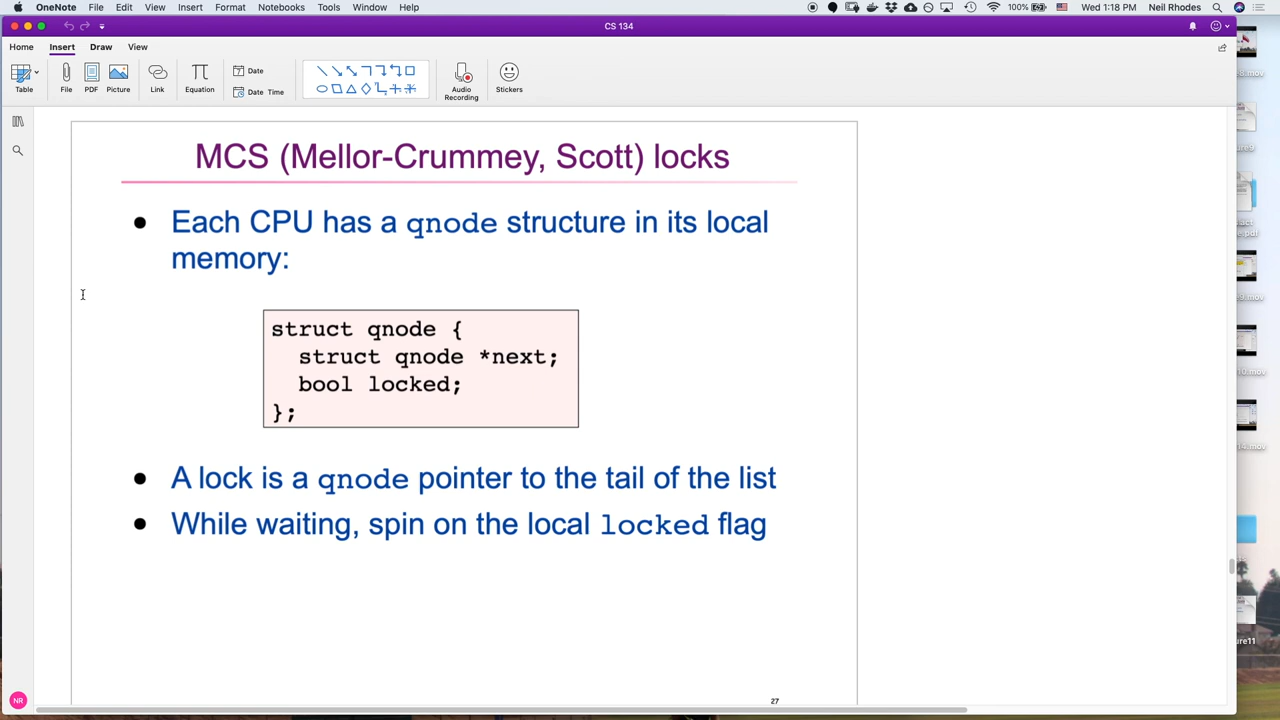 OneNote File Edit View Insert Format Notebooks Tools Window Help 100% Wed 1:18 PM Neil Rhodes
CS 134
Home Insert Draw View
Table File PDF Picture Link Equation Date Date Time Audio Recording Stickers
MCS (Mellor-Crummey, Scott) locks
• Each CPU has a qnode structure in its local
memory:
struct qnode {
struct qnode *next;
bool locked;
};
• A lock is a qnode pointer to the tail of the list
• While waiting, spin on the local locked flag
27
NR